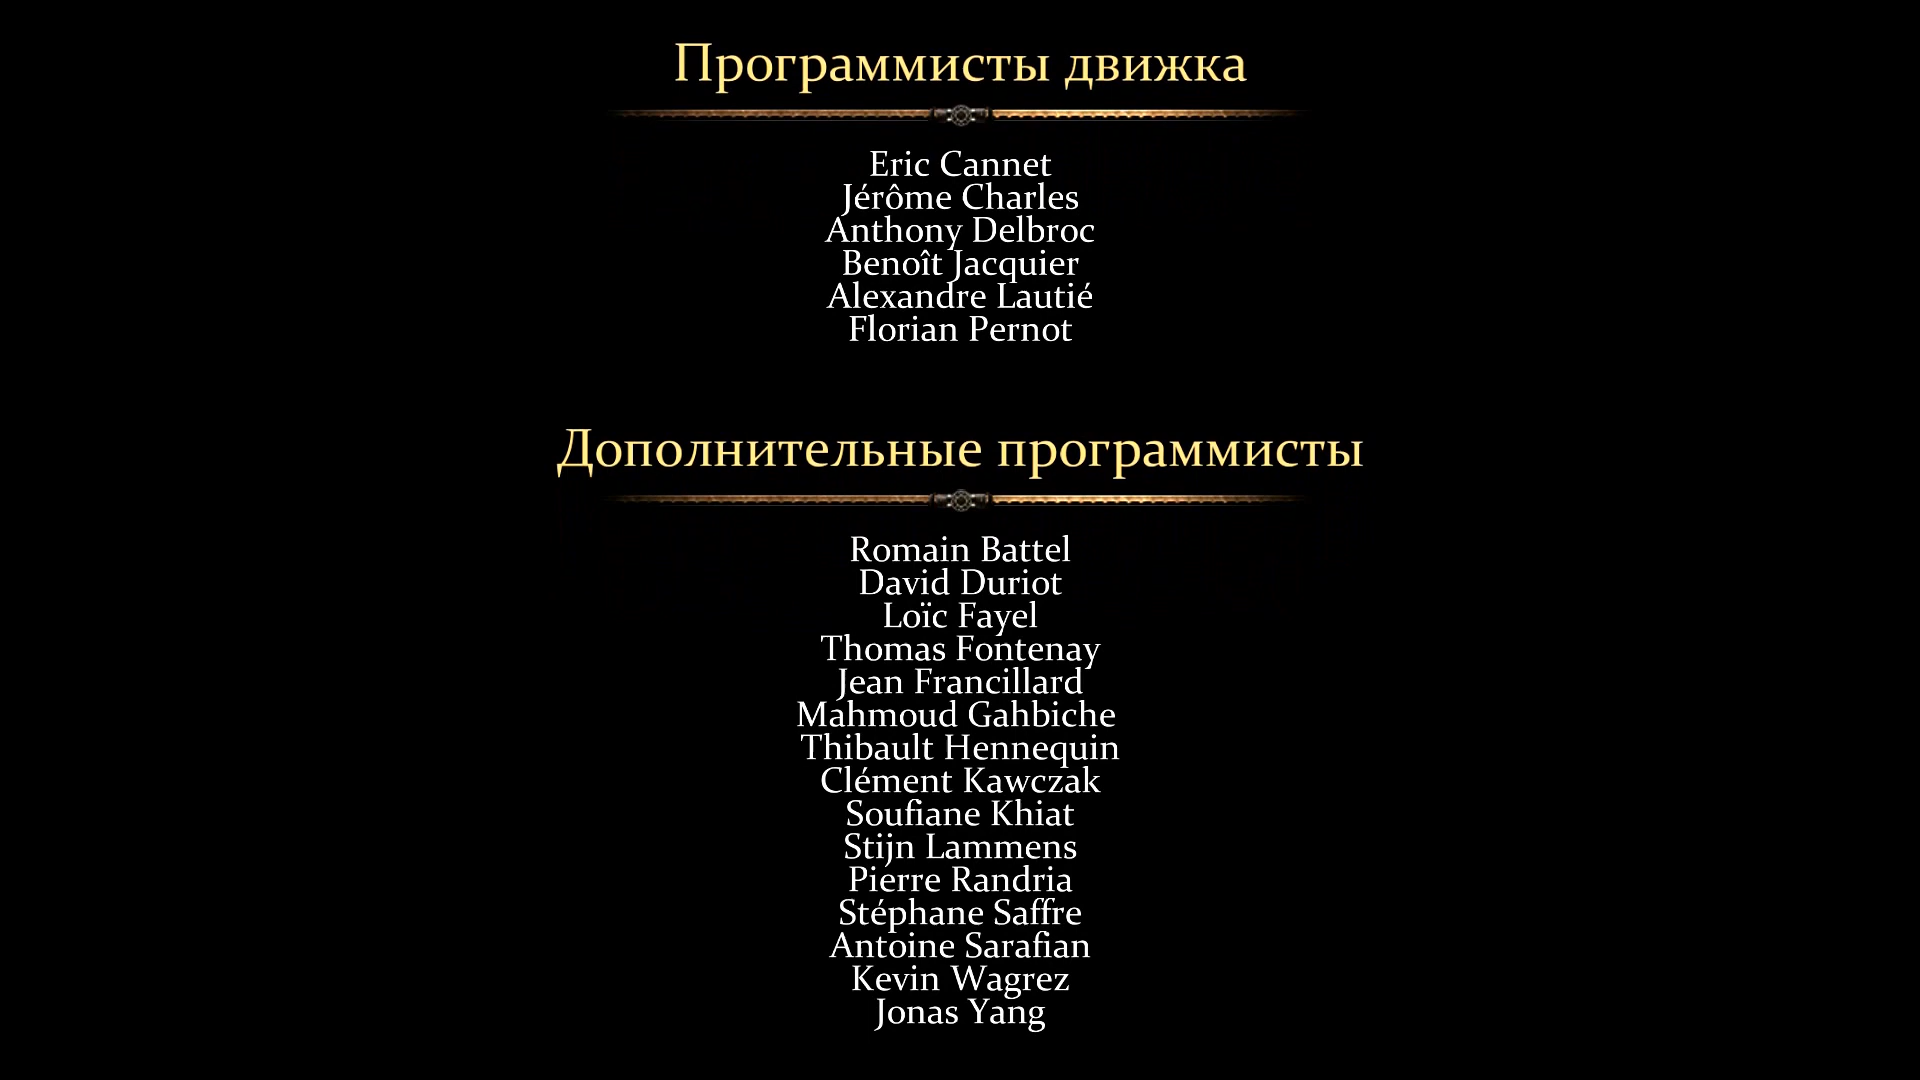 Программисты движка
Eric Cannet
Jérôme Charles
Anthony Delbroc
Benoît Jacquier
Alexandre Lautié
Florian Pernot
Дополнительные программисты
Romain Battel
David Duriot
Loïc Fayel
Thomas Fontenay
Jean Francillard
Mahmoud Gahbiche
Thibault Hennequin
Clément Kawczak
Soufiane Khiat
Stijn Lammens
Pierre Randria
Stéphane Saffre
Antoine Sarafian
Kevin Wagrez
Jonas Yang